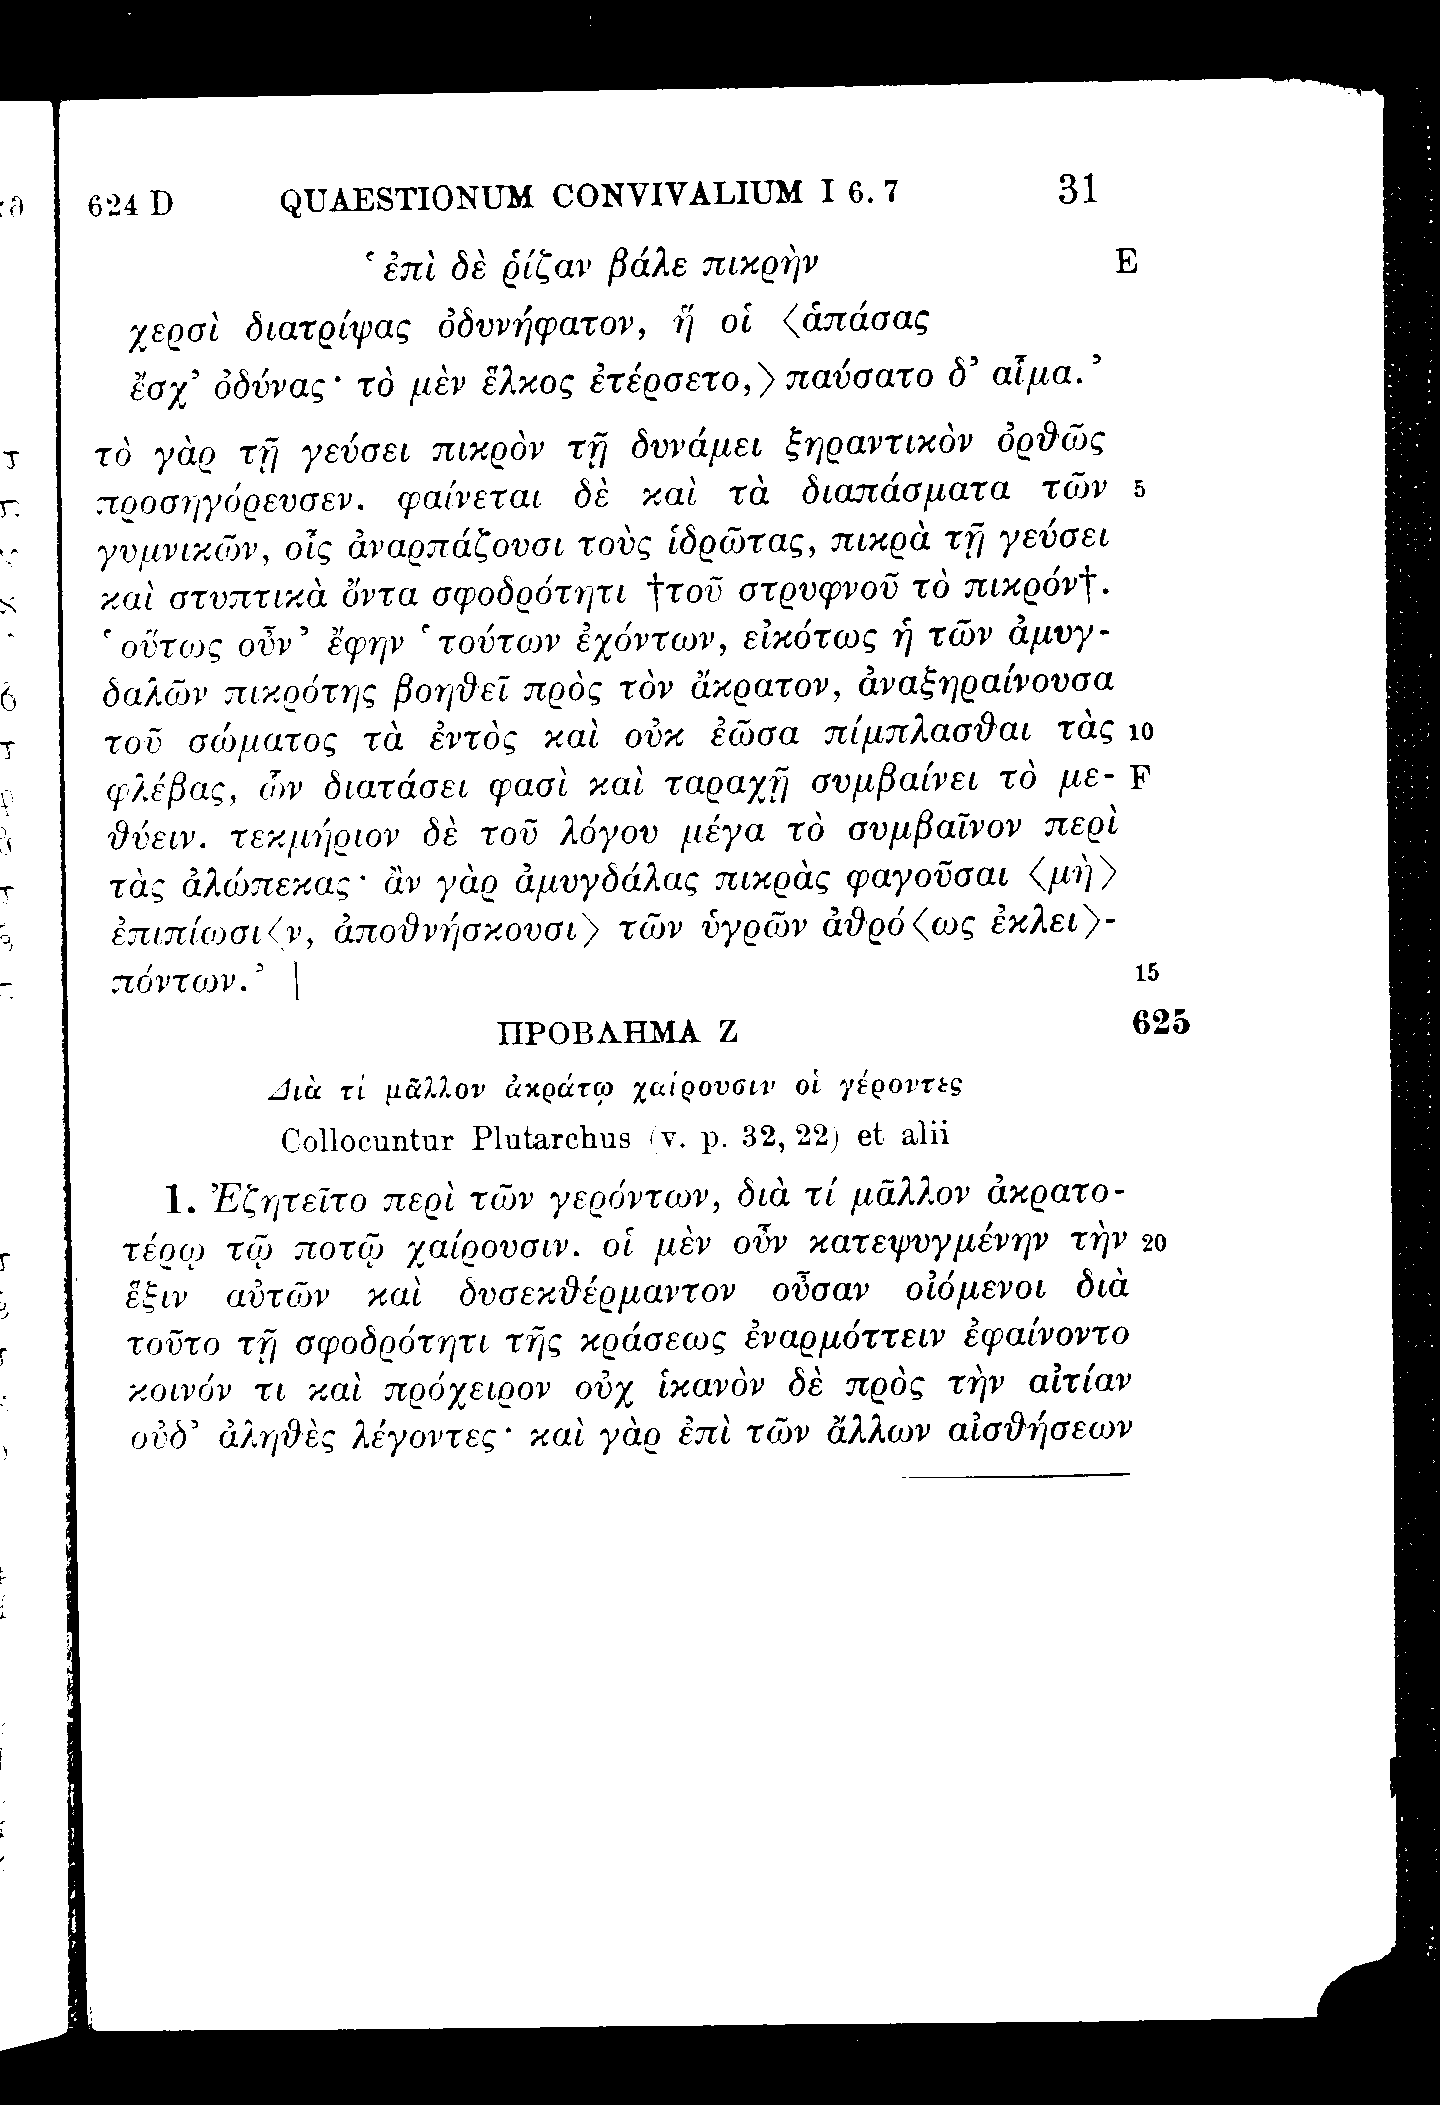 624 D QUAESTIONUM CONVIVALIUM I 6. 7 31
‘ἐπὶ δὲ ῥίζαν βάλε πικρὴν E
χερσὶ διατρίψας ὀδυνήφατον, ἥ οἱ ⟨ἁπάσας
ἔσχ’ ὀδύνας· τὸ μὲν ἕλκος ἐτέρσετο,⟩ παύσατο δ’ αἷμα.’
τὸ γὰρ τῇ γεύσει πικρὸν τῇ δυνάμει ξηραντικὸν ὀρθῶς
προσηγόρευσεν. φαίνεται δὲ καὶ τὰ διαπάσματα τῶν 5
γυμνικῶν, οἷς ἀναρπάζουσι τοὺς ἱδρῶτας, πικρὰ τῇ γεύσει
καὶ στυπτικὰ ὄντα σφοδρότητι †τοῦ στρυφνοῦ τὸ πικρόν†.
‘οὕτως οὖν’ ἔφην ‘τούτων ἐχόντων, εἰκότως ἡ τῶν ἀμυγ-
δαλῶν πικρότης βοηθεῖ πρὸς τὸν ἄκρατον, ἀναξηραίνουσα
τοῦ σώματος τὰ ἐντὸς καὶ οὐκ ἐῶσα πίμπλασθαι τὰς 10
φλέβας, ὧν διατάσει φασὶ καὶ ταραχῇ συμβαίνει τὸ με- F
θύειν. τεκμήριον δὲ τοῦ λόγου μέγα τὸ συμβαῖνον περὶ
τὰς ἀλώπεκας· ἂν γὰρ ἀμυγδάλας πικρὰς φαγοῦσαι ⟨μὴ⟩
ἐπιπίωσι⟨ν, ἀποθνήσκουσι⟩ τῶν ὑγρῶν ἀθρό⟨ως ἐκλει⟩-
πόντων.’ | 15
ΠΡΟΒΛΗΜΑ Ζ 625
Διὰ τί μᾶλλον ἀκράτῳ χαίρουσιν οἱ γέροντες
Collocuntur Plutarchus (v. p. 32, 22) et alii
1. Ἐζητεῖτο περὶ τῶν γερόντων, διὰ τί μᾶλλον ἀκρατο-
τέρῳ τῷ ποτῷ χαίρουσιν. οἱ μὲν οὖν κατεψυγμένην τὴν 20
ἕξιν αὐτῶν καὶ δυσεκθέρμαντον οὖσαν οἰόμενοι διὰ
τοῦτο τῇ σφοδρότητι τῆς κράσεως ἐναρμόττειν ἐφαίνοντο
κοινόν τι καὶ πρόχειρον οὐχ ἱκανὸν δὲ πρὸς τὴν αἰτίαν
οὐδ’ ἀληθὲς λέγοντες· καὶ γὰρ ἐπὶ τῶν ἄλλων αἰσθήσεων